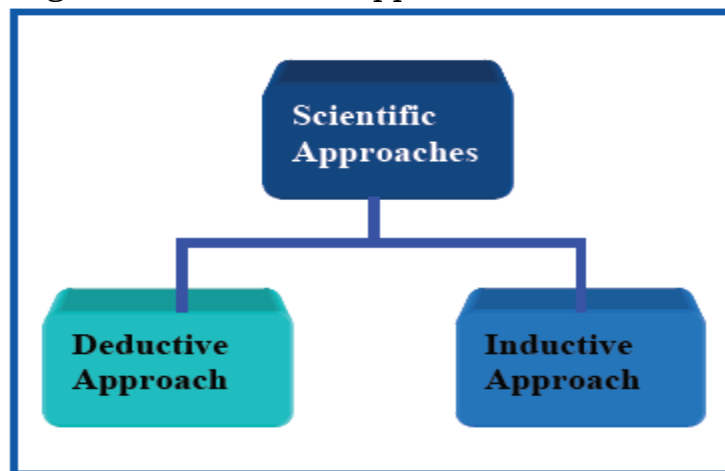 Scientific
Approaches
Deductive
Approach
Inductive
Approach